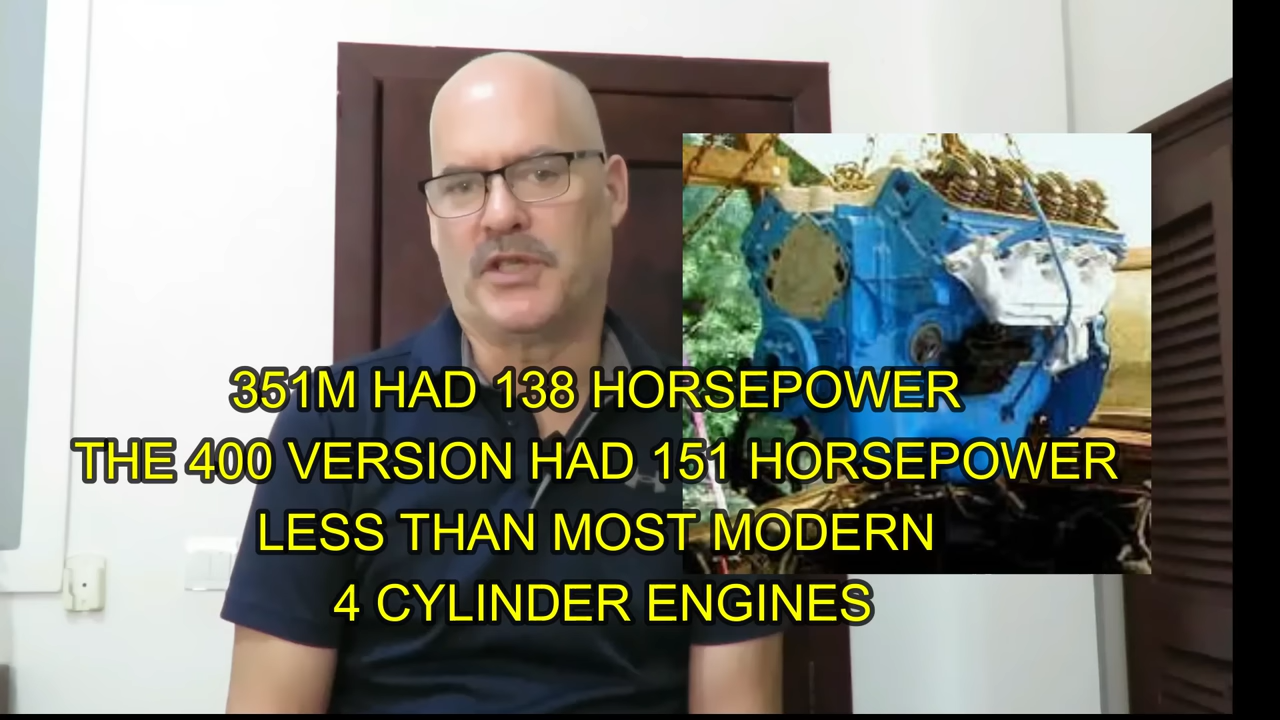 351M HAD 138 HORSEPOWER
THE 400 VERSION HAD 151 HORSEPOWER
LESS THAN MOST MODERN
4 CYLINDER ENGINES